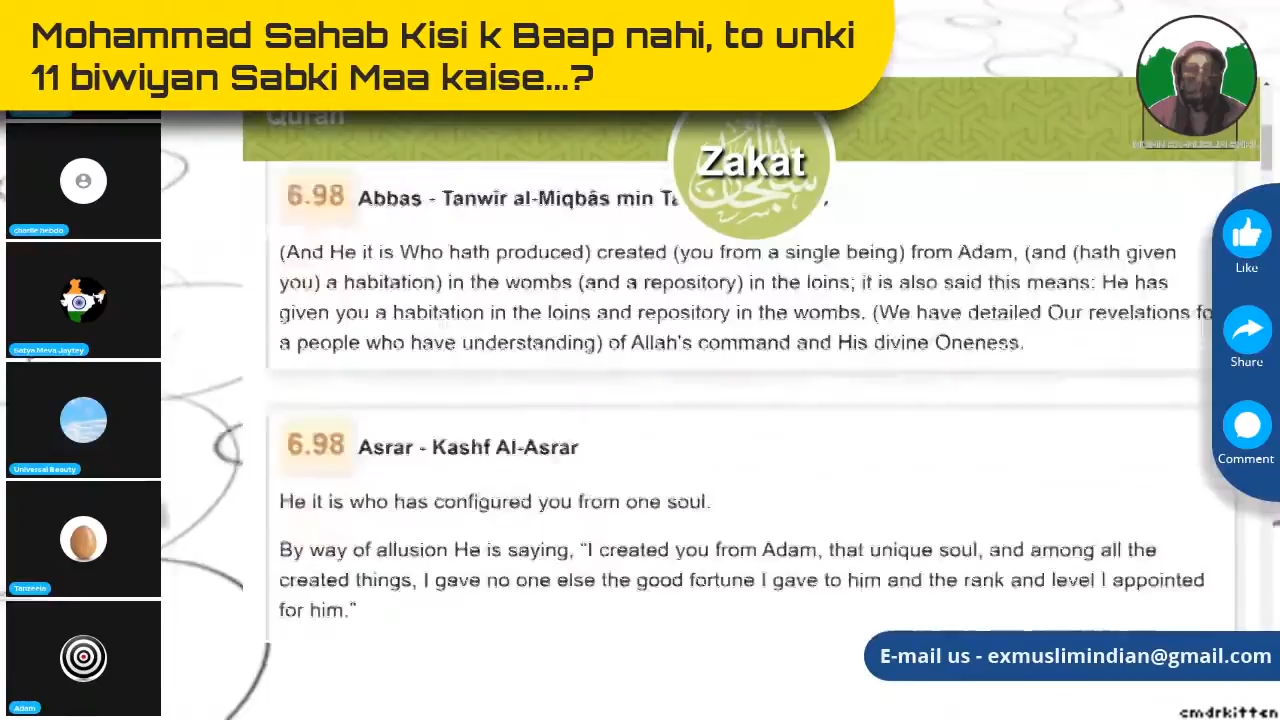 Mohammad Sahab Kisi k Baap nahi, to unki
11 biwiyan Sabki Maa kaise...?
Quran
Zakat
6.98 Abbas - Tanwîr al-Miqbâs min
(And He it is Who hath produced) created (you from a single being) from Adam, (and (hath given
you) a habitation) in the wombs (and a repository) in the loins; it is also said this means: He has
given you a habitation in the loins and repository in the wombs. (We have detailed Our revelations fo
a people who have understanding) of Allah's command and His divine Oneness.
6.98 Asrar - Kashf Al-Asrar
He it is who has configured you from one soul.
By way of allusion He is saying, “I created you from Adam, that unique soul, and among all the
created things, I gave no one else the good fortune I gave to him and the rank and level I appointed
for him.”
charlie hebdo
Satya Meva Jaytey
Universal Beauty
Tanzeela
Adam
Like
Share
Comment
E-mail us - exmuslimindian@gmail.com
cmdrkitten